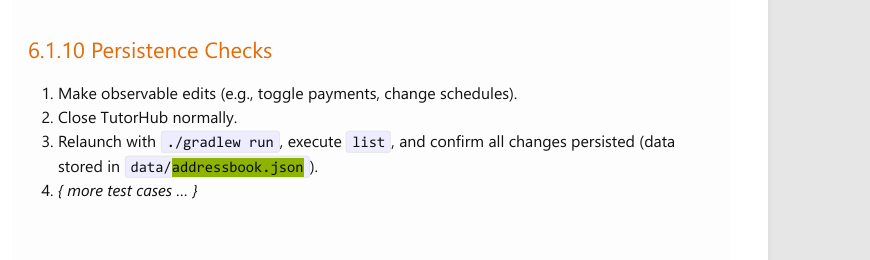 6.1.10 Persistence Checks
1. Make observable edits (e.g., toggle payments, change schedules).
2. Close TutorHub normally.
3. Relaunch with ./gradlew run , execute list , and confirm all changes persisted (data
stored in data/addressbook.json ).
4. { more test cases … }